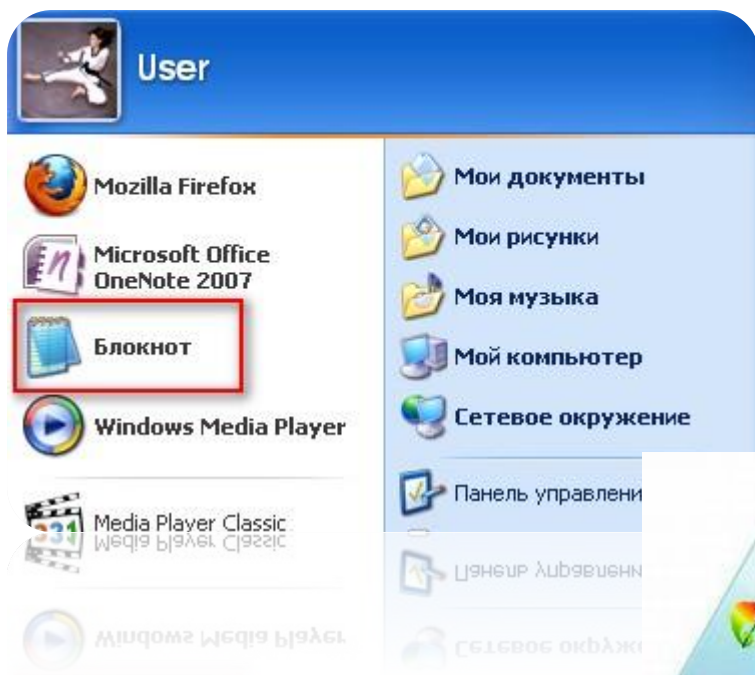 User
Mozilla Firefox
Microsoft Office
OneNote 2007
Блокнот
Windows Media Player
Media Player Classic
Мои документы
Мои рисунки
Моя музыка
Мой компьютер
Сетевое окружение
Панель управлени